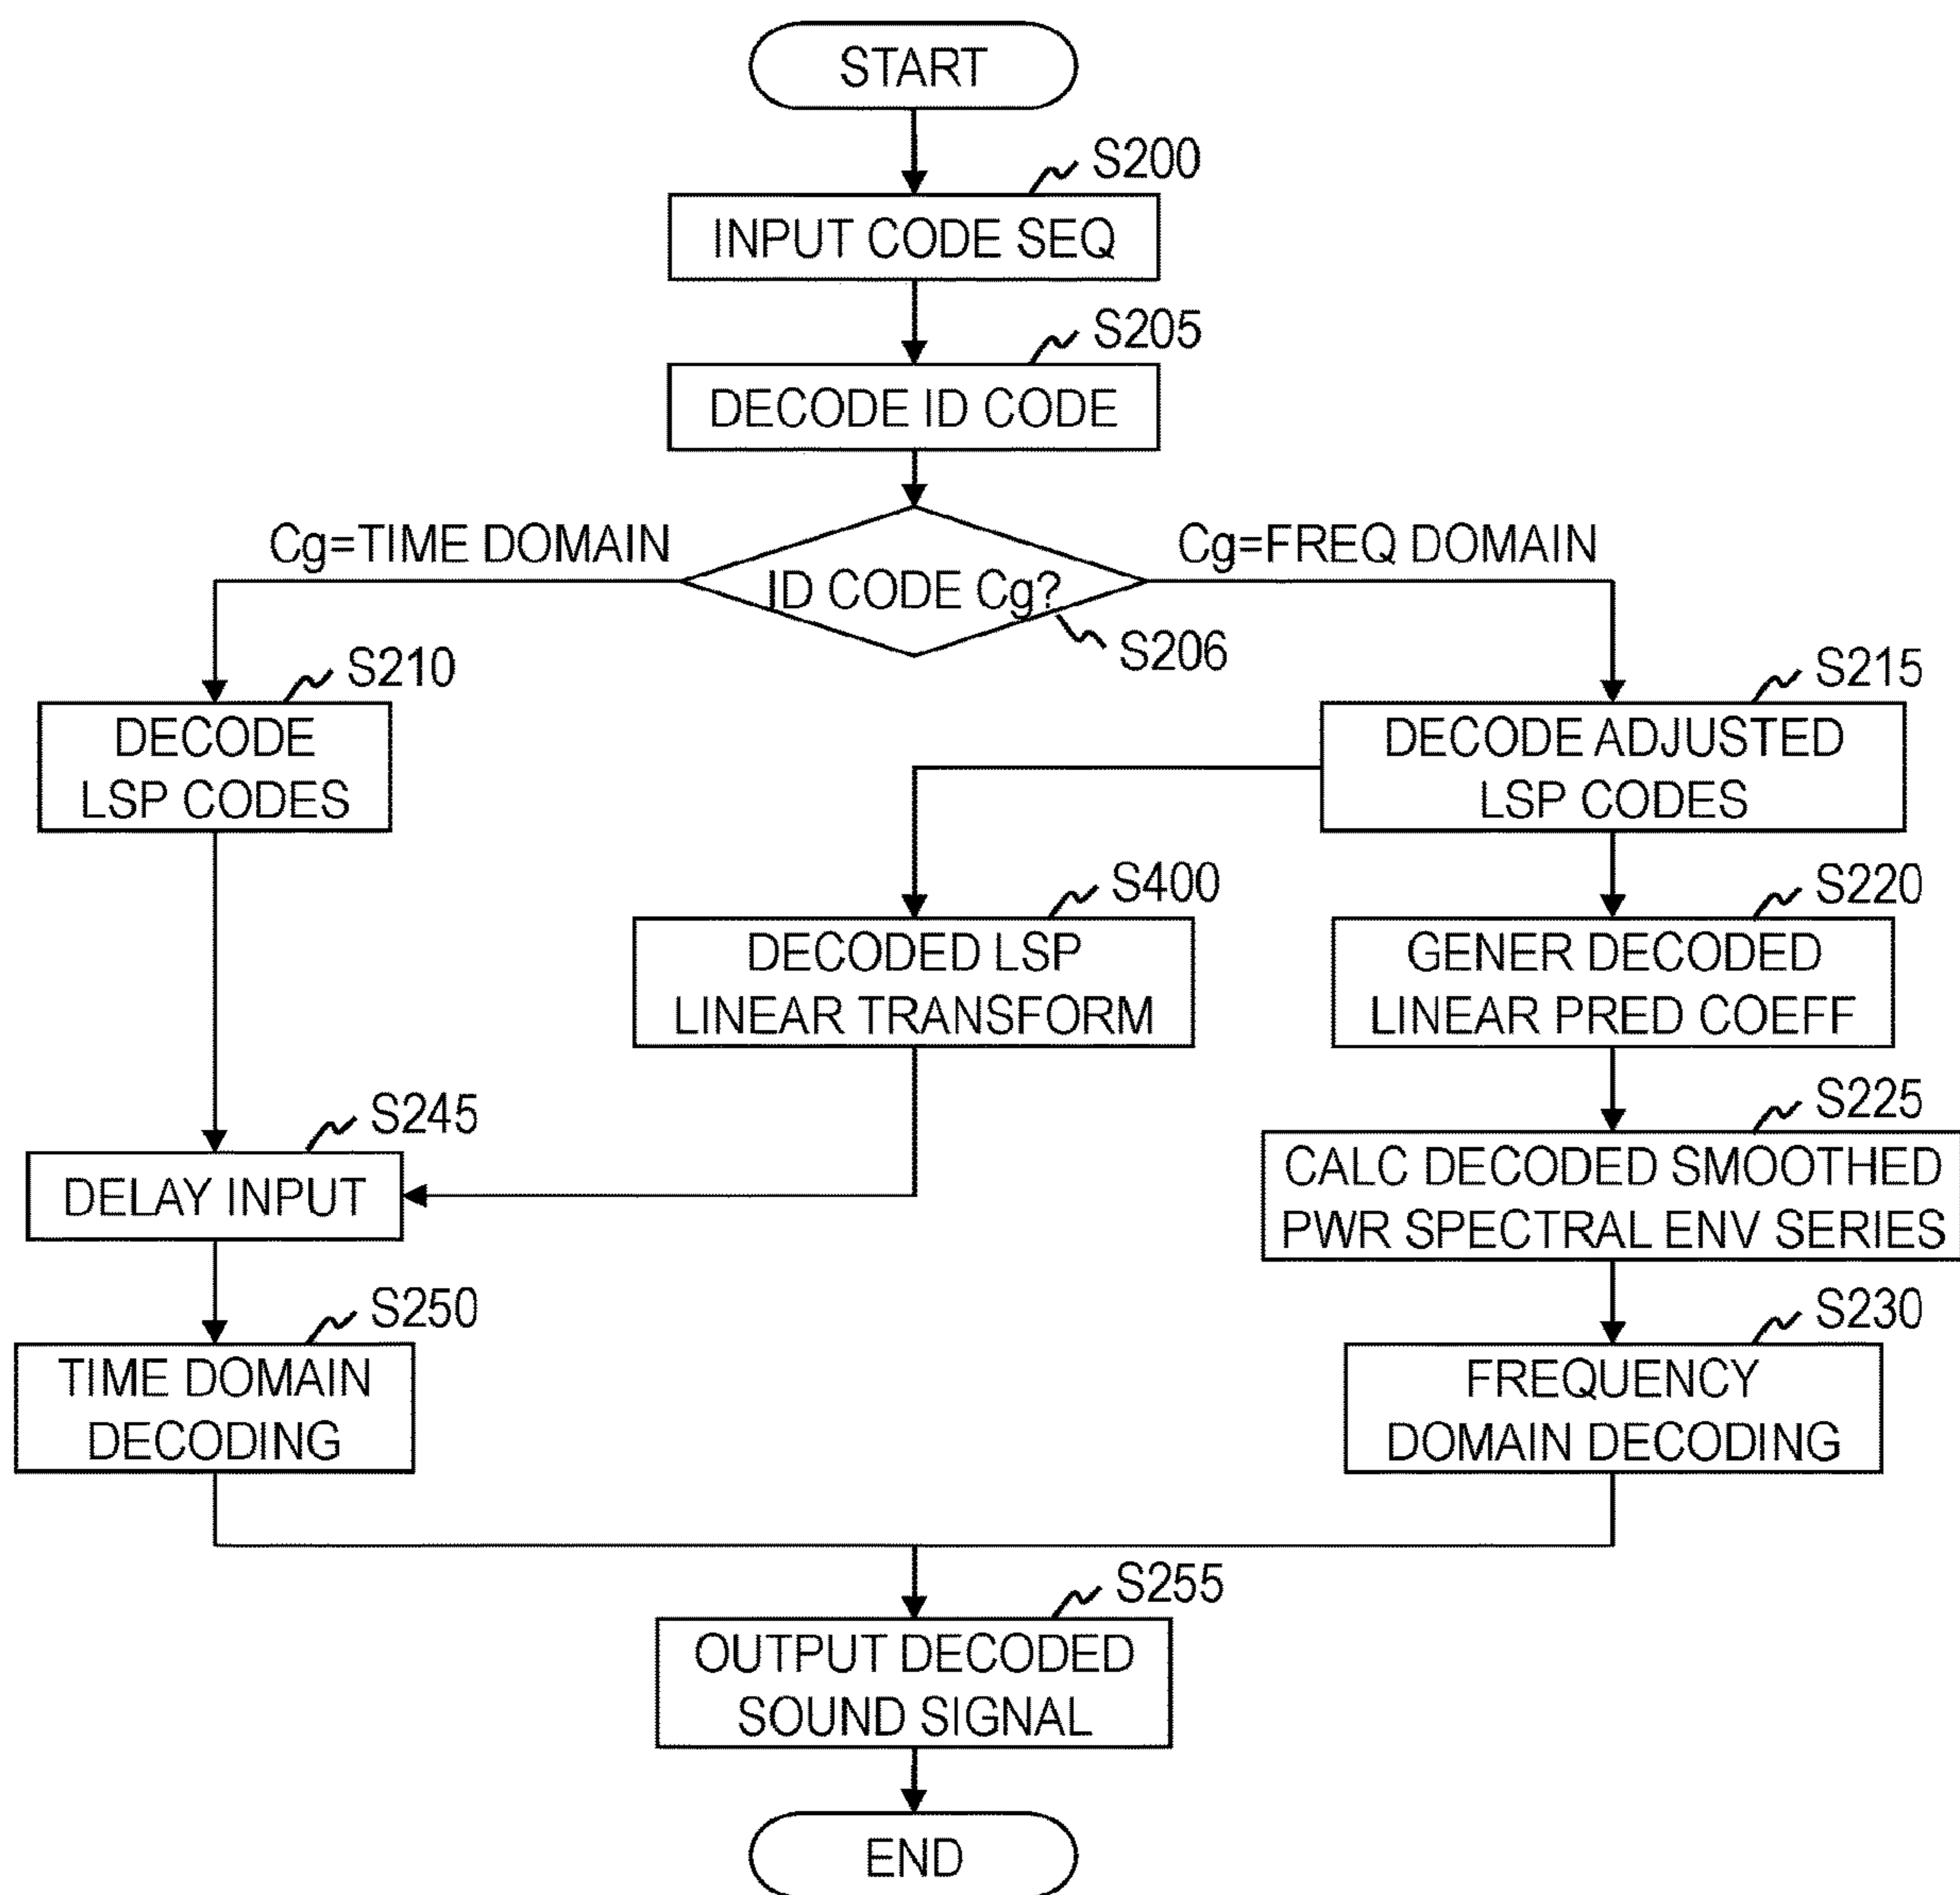 START
S200
INPUT CODE SEQ
S205
DECODE ID CODE
Cg=TIME DOMAIN
Cg=FREQ DOMAIN
ID CODE Cg?
S206
S210
DECODE
LSP CODES
S215
DECODE ADJUSTED
LSP CODES
S400
DECODED LSP
LINEAR TRANSFORM
S220
GENER DECODED
LINEAR PRED COEFF
S245
DELAY INPUT
S225
CALC DECODED SMOOTHED
PWR SPECTRAL ENV SERIES
S250
TIME DOMAIN
DECODING
S230
FREQUENCY
DOMAIN DECODING
S255
OUTPUT DECODED
SOUND SIGNAL
END